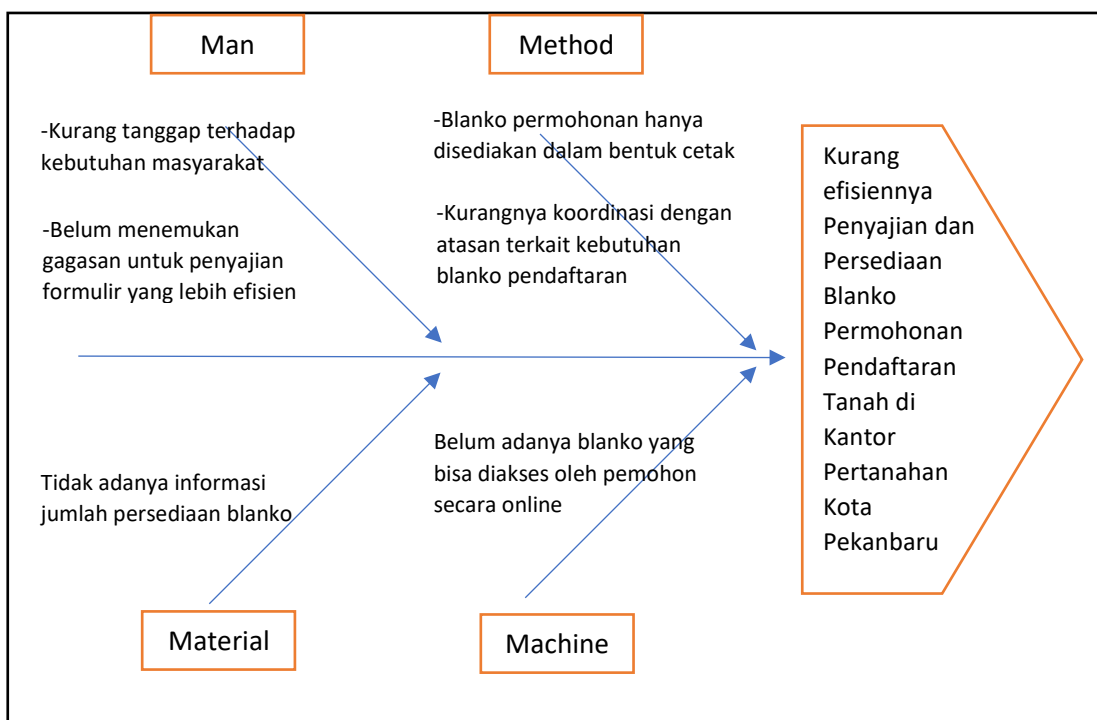 Man
Method
-Kurang tanggap terhadap
kebutuhan masyarakat
-Belum menemukan
gagasan untuk penyajian
formulir yang lebih efisien
-Blanko permohonan hanya
disediakan dalam bentuk cetak
-Kurangnya koordinasi dengan
atasan terkait kebutuhan
blanko pendaftaran
Kurang
efisiennya
Penyajian dan
Persediaan
Blanko
Permohonan
Pendaftaran
Tanah di
Kantor
Pertanahan
Kota
Pekanbaru
Tidak adanya informasi
jumlah persediaan blanko
Belum adanya blanko yang
bisa diakses oleh pemohon
secara online
Material
Machine